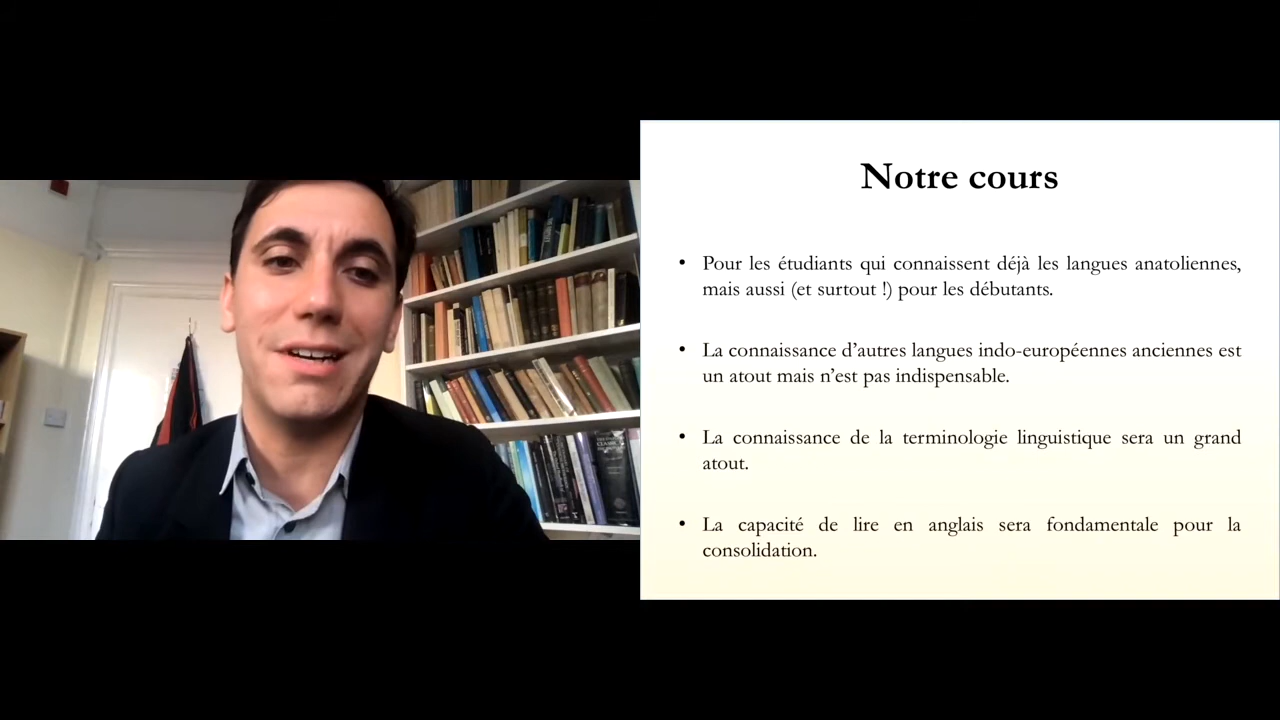 Notre cours
• Pour les étudiants qui connaissent déjà les langues anatoliennes,
mais aussi (et surtout !) pour les débutants.
• La connaissance d’autres langues indo-européennes anciennes est
un atout mais n’est pas indispensable.
• La connaissance de la terminologie linguistique sera un grand
atout.
• La capacité de lire en anglais sera fondamentale pour la
consolidation.